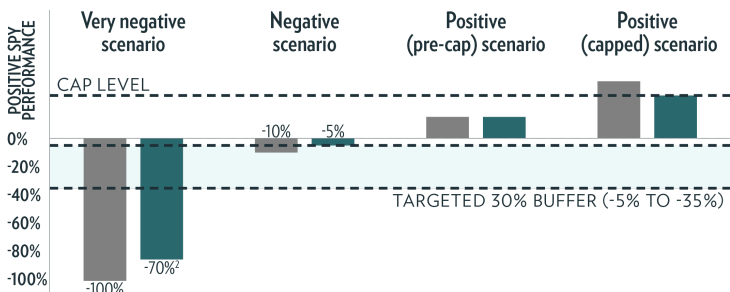 POSITIVE SPY
PERFORMANCE
Very negative
scenario
Negative
scenario
Positive
(pre-cap) scenario
Positive
(capped) scenario
CAP LEVEL
0%
-20%
-40%
-60%
-80%
-100%
-10%
-5%
TARGETED 30% BUFFER (-5% TO -35%)
-70%²
-100%